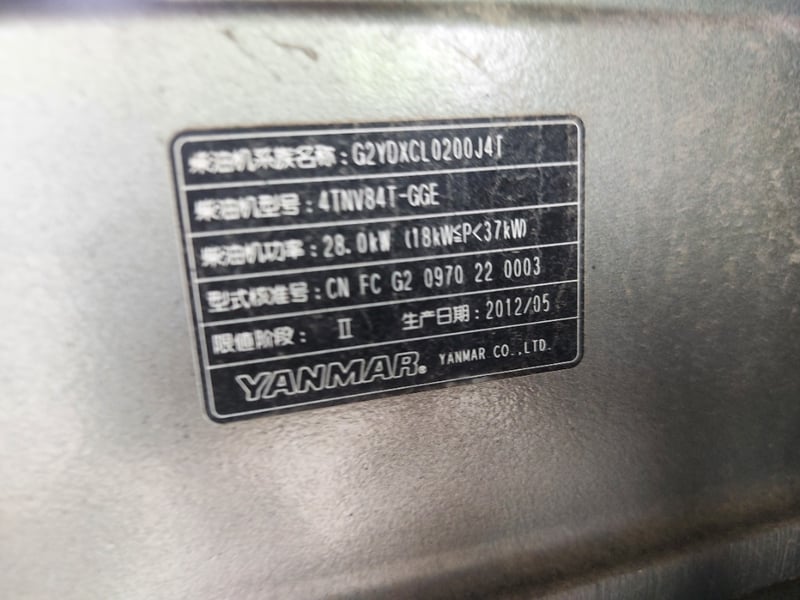 柴油机系族名称：G2YDXCL0200J4T
柴油机型号：4TNV84T-GGE
柴油机功率：28.0kW (18kW≦P<37kW)
型式核准号：CN FC G2 0970 22 0003
限值阶段： Ⅱ 生产日期：2012/05
YANMAR® YANMAR CO.,LTD.